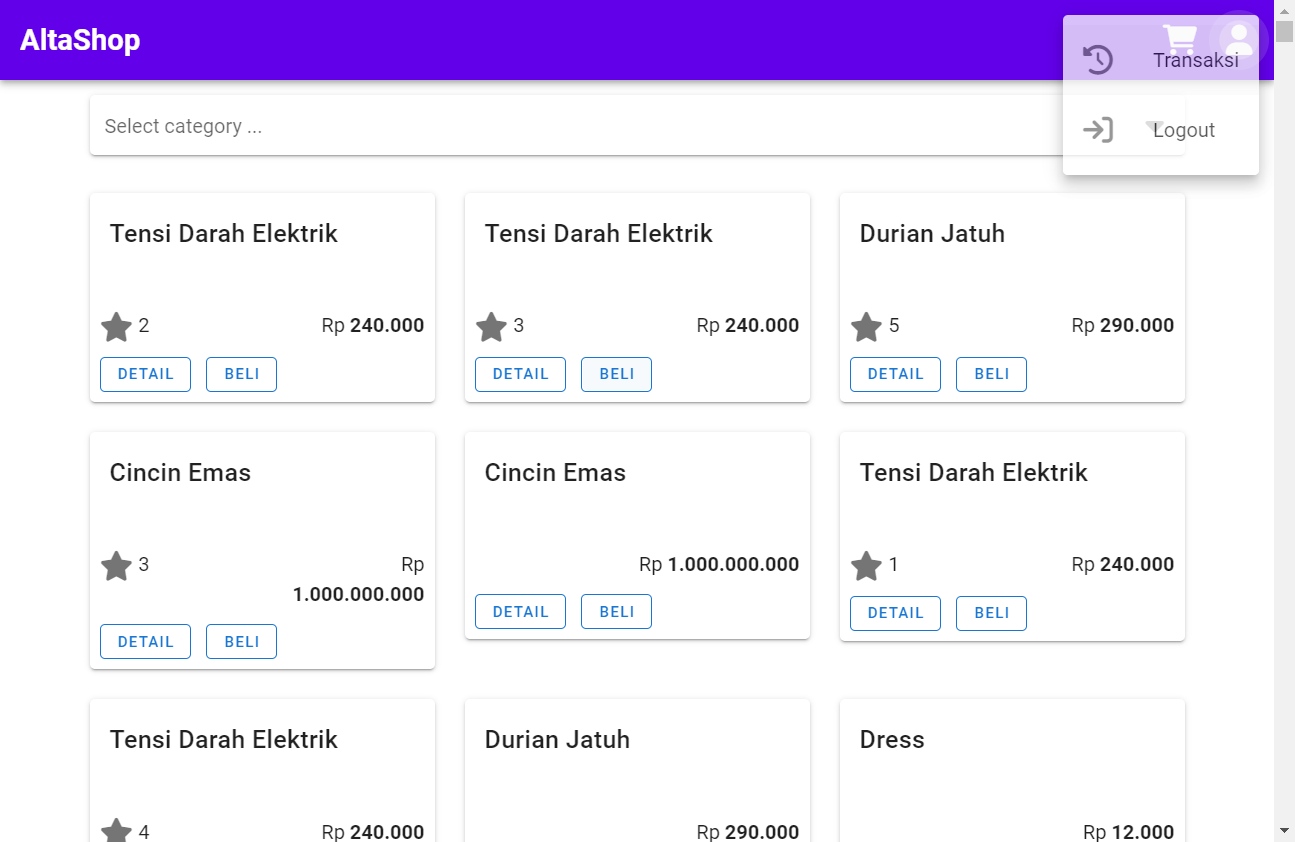 AltaShop
Transaksi
Logout
Select category ...
Tensi Darah Elektrik
2
Rp 240.000
DETAIL
BELI
Tensi Darah Elektrik
3
Rp 240.000
DETAIL
BELI
Durian Jatuh
5
Rp 290.000
DETAIL
BELI
Cincin Emas
3
Rp
1.000.000.000
DETAIL
BELI
Cincin Emas
Rp 1.000.000.000
DETAIL
BELI
Tensi Darah Elektrik
1
Rp 240.000
DETAIL
BELI
Tensi Darah Elektrik
4
Rp 240.000
Durian Jatuh
Rp 290.000
Dress
Rp 12.000